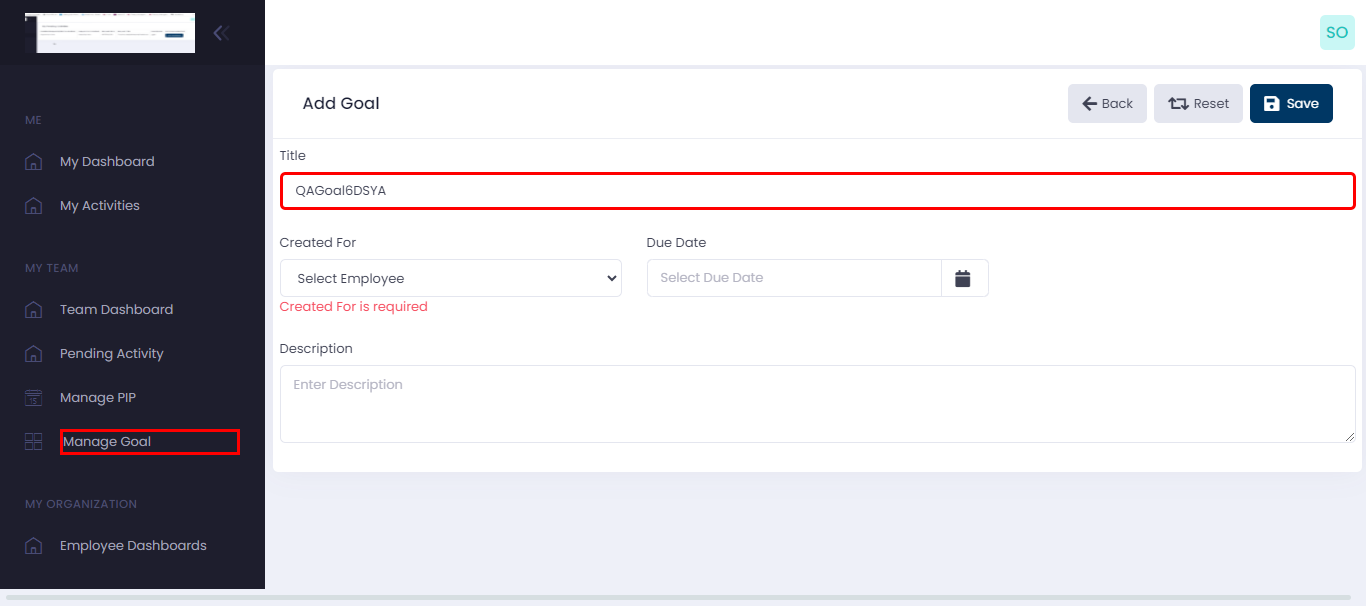 SO
Add Goal
Back
Reset
Save
ME
My Dashboard
My Activities
MY TEAM
Team Dashboard
Pending Activity
Manage PIP
15
Manage Goal
MY ORGANIZATION
Employee Dashboards
Title
QAGoal6DSYA
Created For
Due Date
Select Employee
Select Due Date
Created For is required
Description
Enter Description